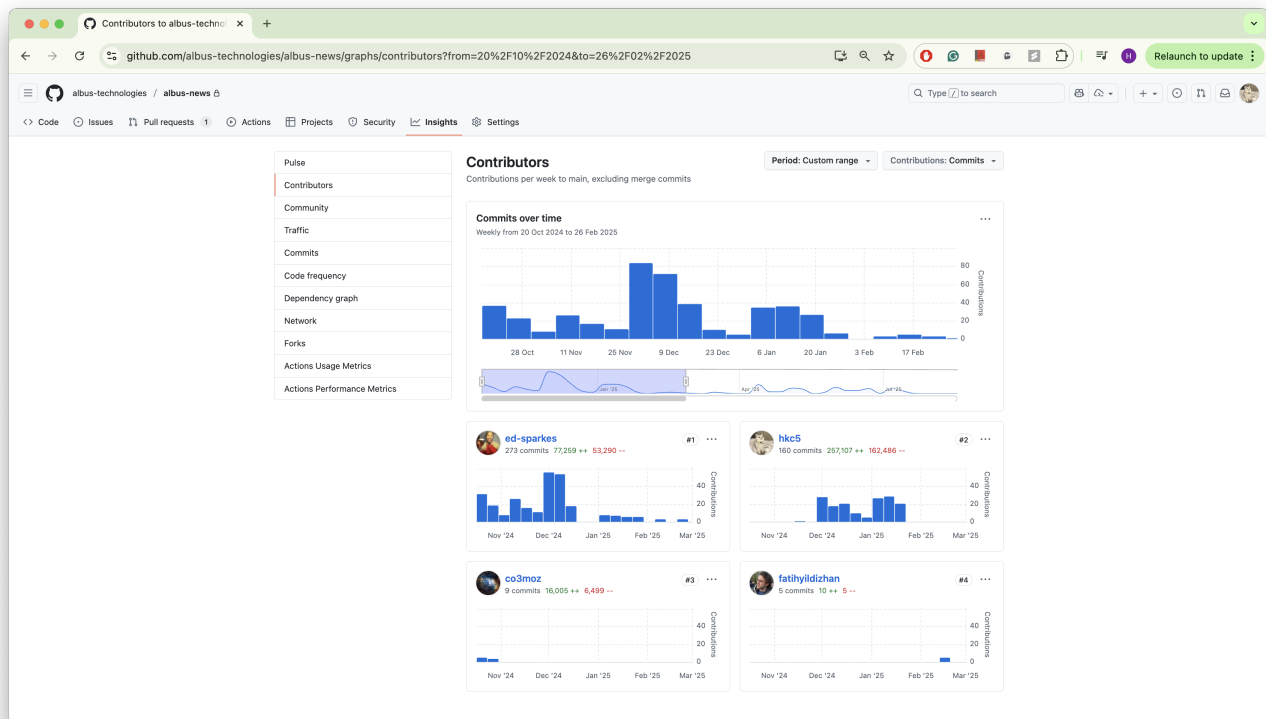 Contributors to albus-technol
github.com/albus-technologies/albus-news/graphs/contributors?from=20%2F10%2F2024&to=26%2F02%2F2025
H
Relaunch to update
albus-technologies / albus-news
Type / to search
Code
Issues
Pull requests 1
Actions
Projects
Security
Insights
Settings
Pulse
Contributors
Community
Traffic
Commits
Code frequency
Dependency graph
Network
Forks
Actions Usage Metrics
Actions Performance Metrics
Contributors
Contributions per week to main, excluding merge commits
Period: Custom range
Contributions: Commits
Commits over time
Weekly from 20 Oct 2024 to 26 Feb 2025
80
60
40
20
0
Contributions
28 Oct 11 Nov 25 Nov 9 Dec 23 Dec 6 Jan 20 Jan 3 Feb 17 Feb
Jan '25 Apr '25 Jul '25
ed-sparkes
#1
273 commits 77,259 ++ 53,290 --
40
20
0
Contributions
Nov '24 Dec '24 Jan '25 Feb '25 Mar '25
hkc5
#2
160 commits 257,107 ++ 162,486 --
40
20
0
Contributions
Nov '24 Dec '24 Jan '25 Feb '25 Mar '25
co3moz
#3
9 commits 16,005 ++ 6,499 --
40
20
0
Contributions
Nov '24 Dec '24 Jan '25 Feb '25 Mar '25
fatihyildizhan
#4
5 commits 10 ++ 5 --
40
20
0
Contributions
Nov '24 Dec '24 Jan '25 Feb '25 Mar '25